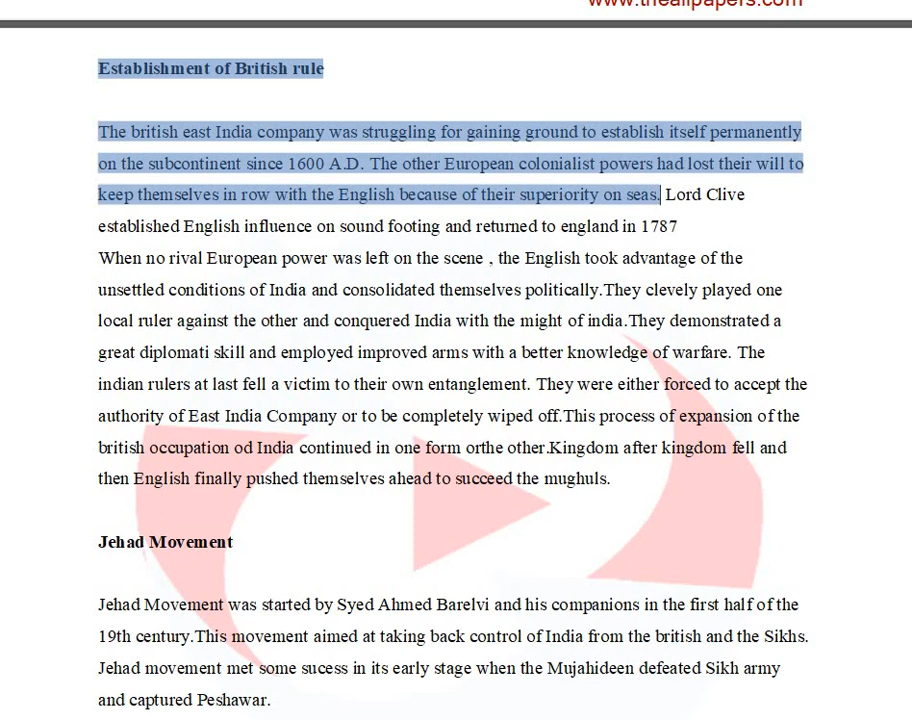 www.theallpapers.com
Establishment of British rule
The british east India company was struggling for gaining ground to establish itself permanently
on the subcontinent since 1600 A.D. The other European colonialist powers had lost their will to
keep themselves in row with the English because of their superiority on seas. Lord Clive
established English influence on sound footing and returned to england in 1787
When no rival European power was left on the scene , the English took advantage of the
unsettled conditions of India and consolidated themselves politically.They clevely played one
local ruler against the other and conquered India with the might of india.They demonstrated a
great diplomati skill and employed improved arms with a better knowledge of warfare. The
indian rulers at last fell a victim to their own entanglement. They were either forced to accept the
authority of East India Company or to be completely wiped off.This process of expansion of the
british occupation od India continued in one form orthe other.Kingdom after kingdom fell and
then English finally pushed themselves ahead to succeed the mughuls.
Jehad Movement
Jehad Movement was started by Syed Ahmed Barelvi and his companions in the first half of the
19th century.This movement aimed at taking back control of India from the british and the Sikhs.
Jehad movement met some sucess in its early stage when the Mujahideen defeated Sikh army
and captured Peshawar.